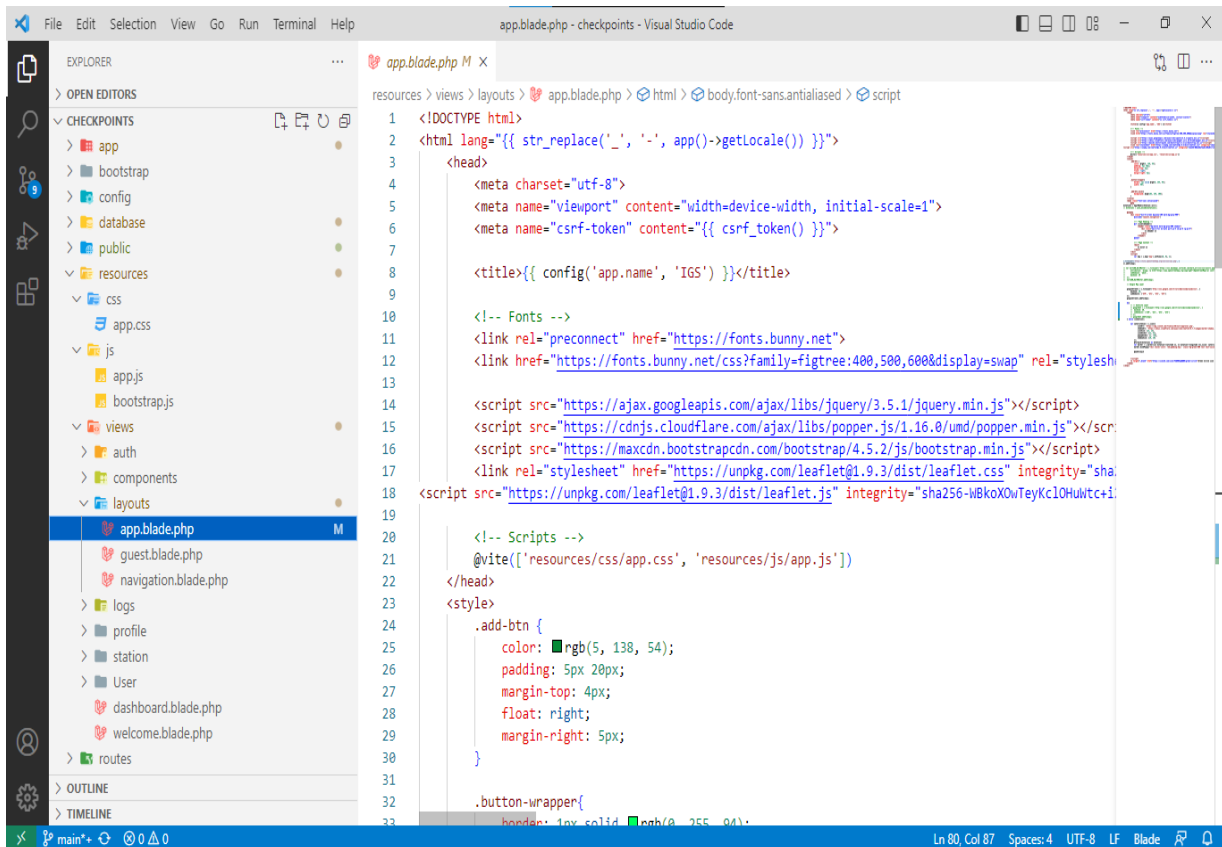 File Edit Selection View Go Run Terminal Help
app.blade.php - checkpoints - Visual Studio Code
EXPLORER
OPEN EDITORS
CHECKPOINTS
app
bootstrap
config
database
public
resources
css
app.css
js
app.js
bootstrap.js
views
auth
components
layouts
app.blade.php M
guest.blade.php
navigation.blade.php
logs
profile
station
User
dashboard.blade.php
welcome.blade.php
routes
OUTLINE
TIMELINE
9
app.blade.php M
resources > views > layouts > app.blade.php > html > body.font-sans.antialiased > script
1 <!DOCTYPE html>
2 <html lang="{{ str_replace('_', '-', app()->getLocale()) }}">
3 <head>
4 <meta charset="utf-8">
5 <meta name="viewport" content="width=device-width, initial-scale=1">
6 <meta name="csrf-token" content="{{ csrf_token() }}">
7
8 <title>{{ config('app.name', 'IGS') }}</title>
9
10 <!-- Fonts -->
11 <link rel="preconnect" href="https://fonts.bunny.net">
12 <link href="https://fonts.bunny.net/css?family=figtree:400,500,600&display=swap" rel="stylesh
13
14 <script src="https://ajax.googleapis.com/ajax/libs/jquery/3.5.1/jquery.min.js"></script>
15 <script src="https://cdnjs.cloudflare.com/ajax/libs/popper.js/1.16.0/umd/popper.min.js"></scr
16 <script src="https://maxcdn.bootstrapcdn.com/bootstrap/4.5.2/js/bootstrap.min.js"></script>
17 <link rel="stylesheet" href="https://unpkg.com/leaflet@1.9.3/dist/leaflet.css" integrity="sha
18 <script src="https://unpkg.com/leaflet@1.9.3/dist/leaflet.js" integrity="sha256-WBkoXOwTeyKclOHuWtc+i
19
20 <!-- Scripts -->
21 @vite(['resources/css/app.css', 'resources/js/app.js'])
22 </head>
23 <style>
24 .add-btn {
25 color: rgb(5, 138, 54);
26 padding: 5px 20px;
27 margin-top: 4px;
28 float: right;
29 margin-right: 5px;
30 }
31
32 .button-wrapper{
33 border: 1px solid rgb(0, 255, 94);
main*+ 0 0
Ln 80, Col 87 Spaces: 4 UTF-8 LF Blade